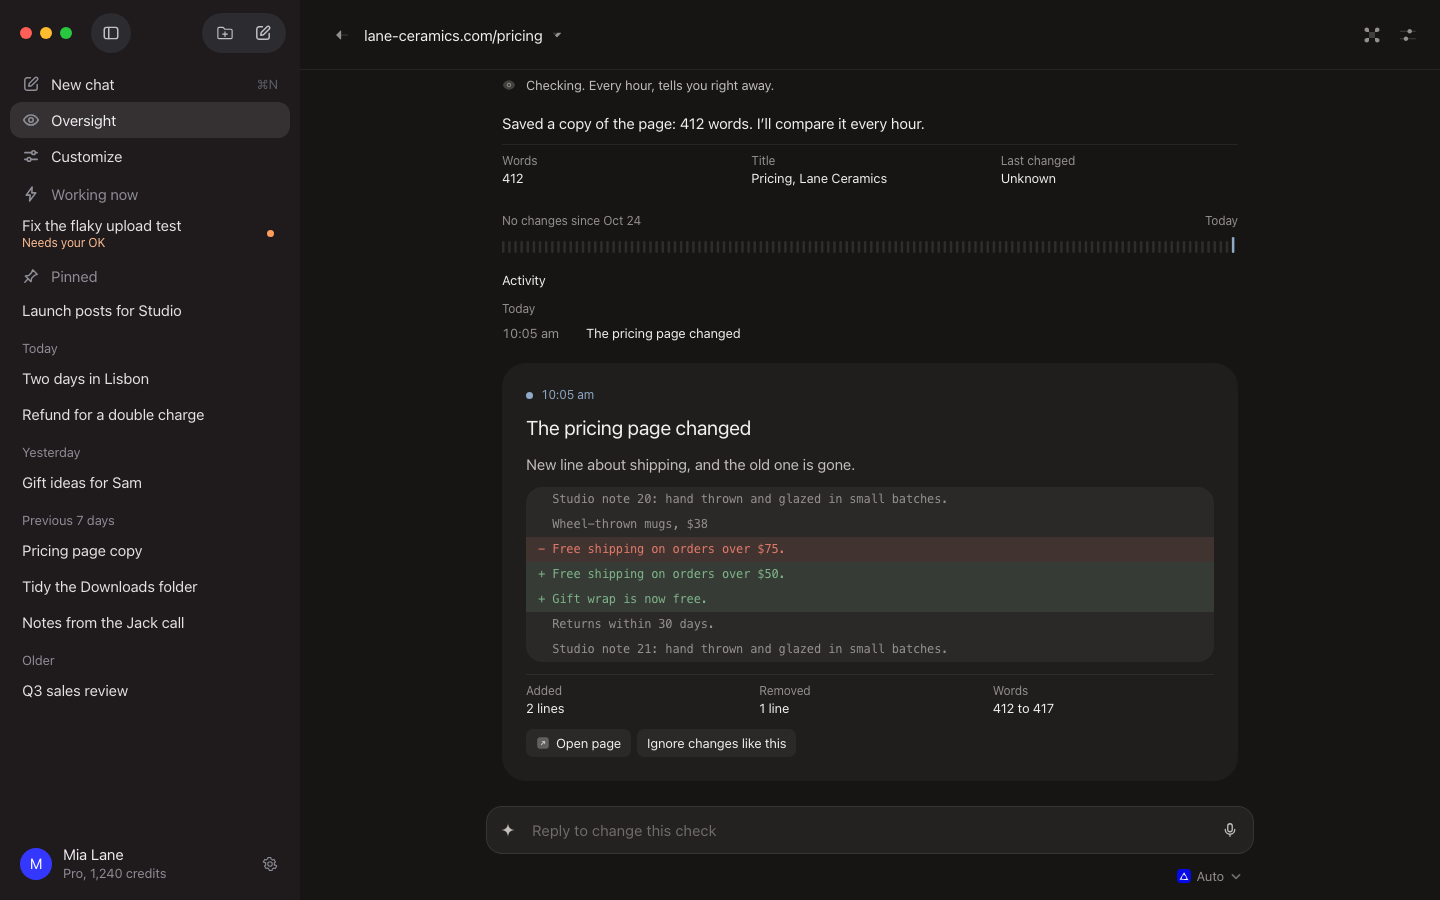 New chat ⌘N
Oversight
Customize
Working now
Fix the flaky upload test
Needs your OK
Pinned
Launch posts for Studio
Today
Two days in Lisbon
Refund for a double charge
Yesterday
Gift ideas for Sam
Previous 7 days
Pricing page copy
Tidy the Downloads folder
Notes from the Jack call
Older
Q3 sales review
M
Mia Lane
Pro, 1,240 credits
lane-ceramics.com/pricing
Checking. Every hour, tells you right away.
Saved a copy of the page: 412 words. I’ll compare it every hour.
Words Title Last changed
412 Pricing, Lane Ceramics Unknown
No changes since Oct 24 Today
Activity
Today
10:05 am The pricing page changed
10:05 am
The pricing page changed
New line about shipping, and the old one is gone.
Studio note 20: hand thrown and glazed in small batches.
Wheel-thrown mugs, $38
- Free shipping on orders over $75.
+ Free shipping on orders over $50.
+ Gift wrap is now free.
Returns within 30 days.
Studio note 21: hand thrown and glazed in small batches.
Added Removed Words
2 lines 1 line 412 to 417
Open page Ignore changes like this
Reply to change this check
Auto